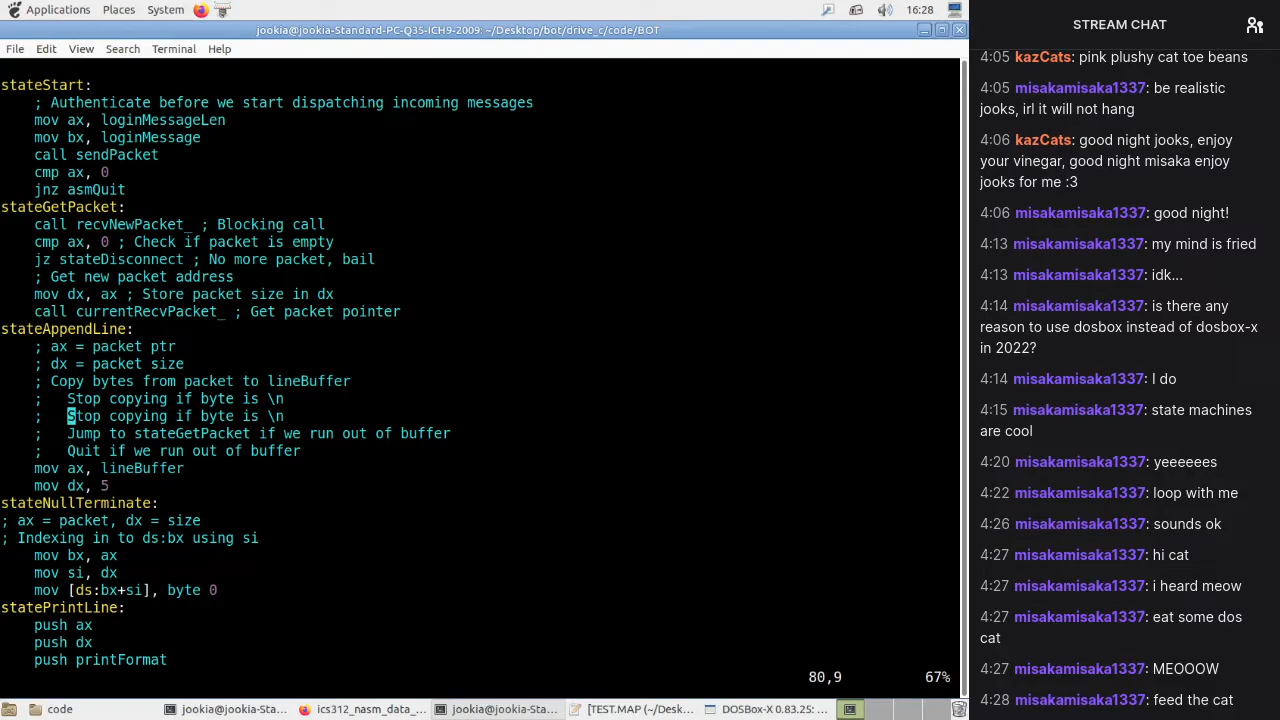 Applications Places System 16:28
jookia@jookia-Standard-PC-Q35-ICH9-2009: ~/Desktop/bot/drive_c/code/BOT
File Edit View Search Terminal Help
stateStart:
; Authenticate before we start dispatching incoming messages
mov ax, loginMessageLen
mov bx, loginMessage
call sendPacket
cmp ax, 0
jnz asmQuit
stateGetPacket:
call recvNewPacket_ ; Blocking call
cmp ax, 0 ; Check if packet is empty
jz stateDisconnect ; No more packet, bail
; Get new packet address
mov dx, ax ; Store packet size in dx
call currentRecvPacket_ ; Get packet pointer
stateAppendLine:
; ax = packet ptr
; dx = packet size
; Copy bytes from packet to lineBuffer
;   Stop copying if byte is \n
;   Stop copying if byte is \n
;   Jump to stateGetPacket if we run out of buffer
;   Quit if we run out of buffer
mov ax, lineBuffer
mov dx, 5
stateNullTerminate:
; ax = packet, dx = size
; Indexing in to ds:bx using si
mov bx, ax
mov si, dx
mov [ds:bx+si], byte 0
statePrintLine:
push ax
push dx
push printFormat
80,9 67%
code jookia@jookia-Sta... ics312_nasm_data_... jookia@jookia-Sta... [TEST.MAP (~/Desk... DOSBox-X 0.83.25: ...
STREAM CHAT
4:05 kazCats: pink plushy cat toe beans
4:05 misakamisaka1337: be realistic
jooks, irl it will not hang
4:06 kazCats: good night jooks, enjoy
your vinegar, good night misaka enjoy
jooks for me :3
4:06 misakamisaka1337: good night!
4:13 misakamisaka1337: my mind is fried
4:13 misakamisaka1337: idk...
4:14 misakamisaka1337: is there any
reason to use dosbox instead of dosbox-x
in 2022?
4:14 misakamisaka1337: I do
4:15 misakamisaka1337: state machines
are cool
4:20 misakamisaka1337: yeeeeees
4:22 misakamisaka1337: loop with me
4:26 misakamisaka1337: sounds ok
4:27 misakamisaka1337: hi cat
4:27 misakamisaka1337: i heard meow
4:27 misakamisaka1337: eat some dos
cat
4:27 misakamisaka1337: MEOOOW
4:28 misakamisaka1337: feed the cat